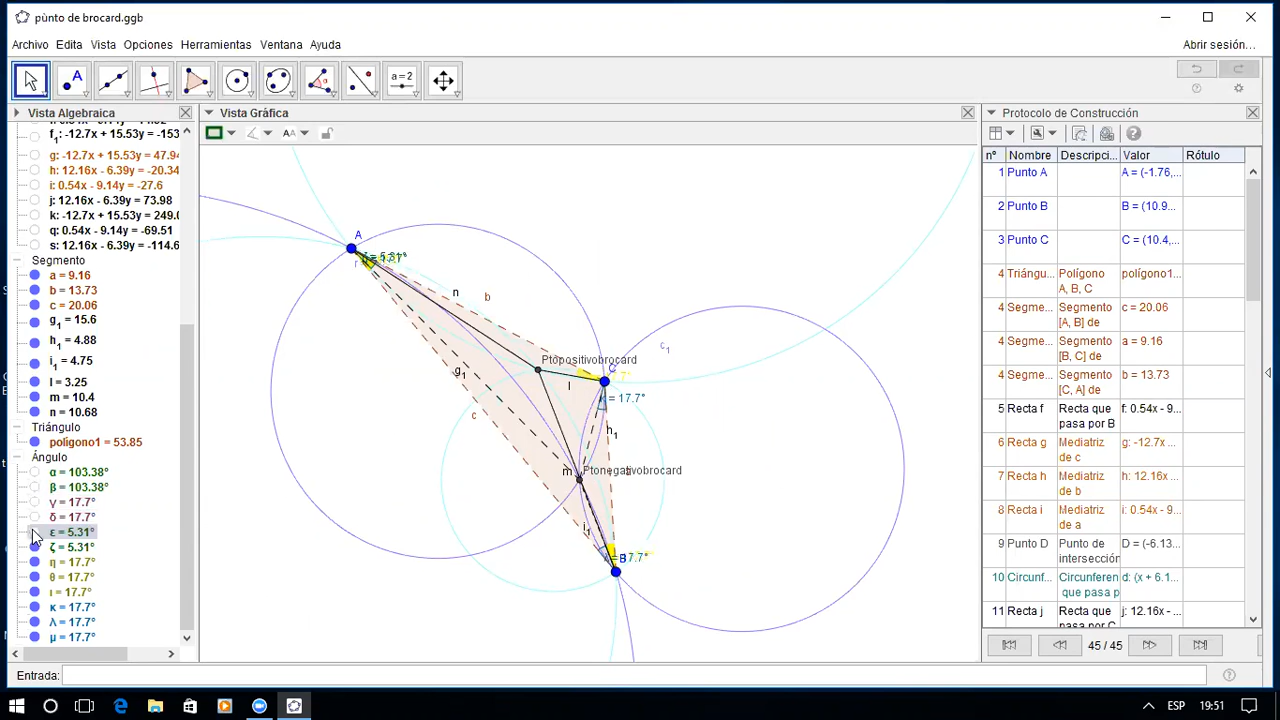 pùnto de brocard.ggb
Archivo Edita Vista Opciones Herramientas Ventana Ayuda
Abrir sesión...
A
α
a=2
Vista Algebraica
Vista Gráfica
Protocolo de Construcción
AA
f1: -12.7x + 15.53y = -153
g: -12.7x + 15.53y = 47.94
h: 12.16x - 6.39y = -20.34
i: 0.54x - 9.14y = -27.6
j: 12.16x - 6.39y = 73.98
k: -12.7x + 15.53y = 249.0
q: 0.54x - 9.14y = -69.51
s: 12.16x - 6.39y = -114.6
Segmento
a = 9.16
b = 13.73
c = 20.06
g1 = 15.6
h1 = 4.88
i1 = 4.75
l = 3.25
m = 10.4
n = 10.68
Triángulo
polígono1 = 53.85
Ángulo
α = 103.38°
β = 103.38°
γ = 17.7°
δ = 17.7°
ε = 5.31°
ζ = 5.31°
η = 17.7°
θ = 17.7°
ι = 17.7°
κ = 17.7°
λ = 17.7°
μ = 17.7°
A
n
b
c1
Ptopositivobrocard
C
l
g1
κ = 17.7°
c
h1
m
Ptonegativobrocard
i1
B
17.7°
nº Nombre Descripci... Valor Rótulo
1 Punto A A = (-1.76,...
2 Punto B B = (10.9...
3 Punto C C = (10.4,...
4 Triángu... Polígono A, B, C polígono1...
4 Segme... Segmento [A, B] de c = 20.06
4 Segme... Segmento [B, C] de a = 9.16
4 Segme... Segmento [C, A] de b = 13.73
5 Recta f Recta que pasa por B f: 0.54x - 9...
6 Recta g Mediatriz de c g: -12.7x +...
7 Recta h Mediatriz de b h: 12.16x -...
8 Recta i Mediatriz de a i: 0.54x - 9...
9 Punto D Punto de intersección D = (-6.13...
10 Circunf... Circunferen que pasa p d: (x + 6.1...
11 Recta j Recta que pasa por C j: 12.16x -...
45 / 45
Entrada:
ESP 19:51